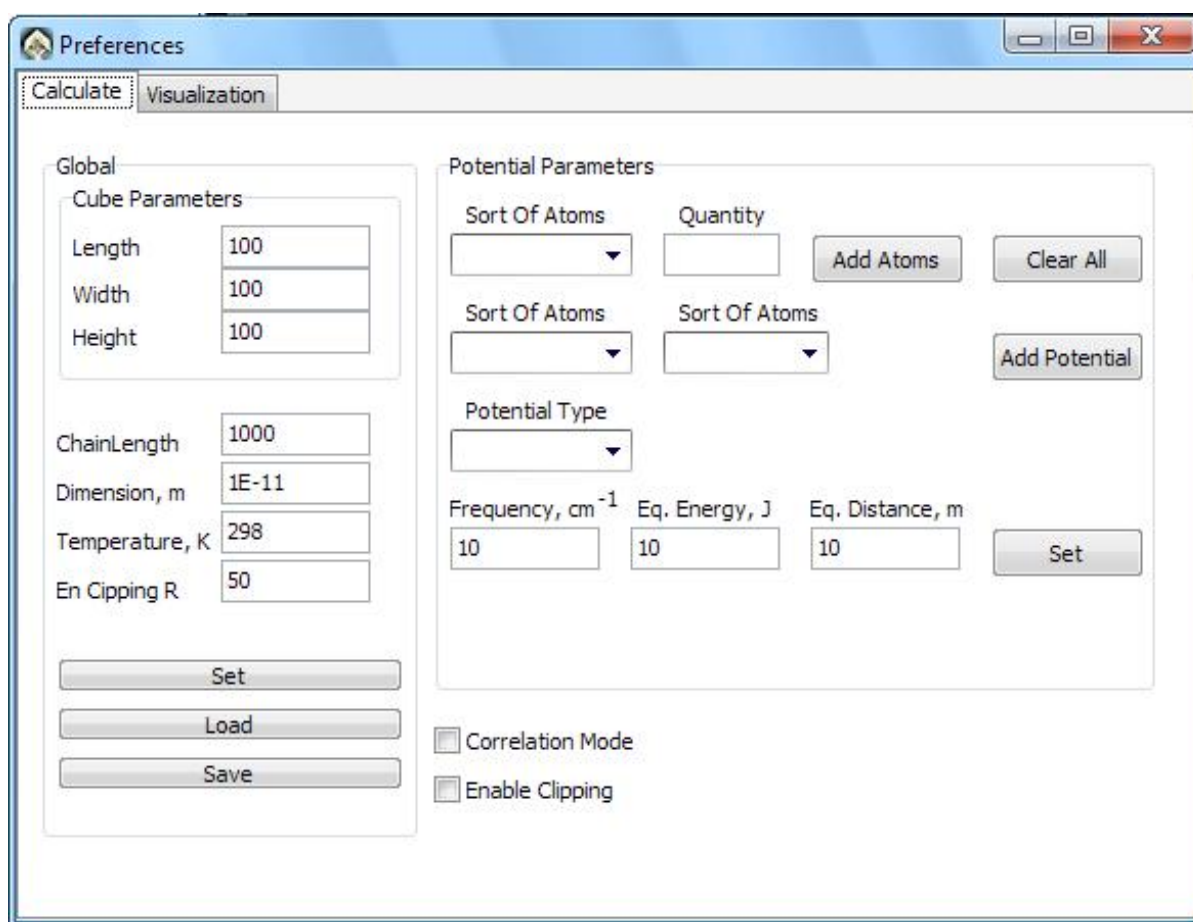 Preferences
Calculate Visualization
Global
Cube Parameters
Length 100
Width 100
Height 100
ChainLength 1000
Dimension, m 1E-11
Temperature, K 298
En Cipping R 50
Set
Load
Save
Potential Parameters
Sort Of Atoms Quantity
Add Atoms Clear All
Sort Of Atoms Sort Of Atoms
Add Potential
Potential Type
Frequency, cm⁻¹ Eq. Energy, J Eq. Distance, m
10 10 10 Set
Correlation Mode
Enable Clipping